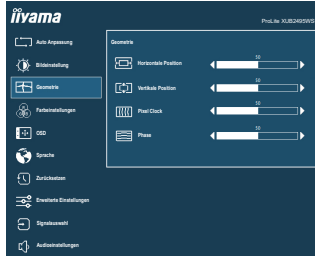 iiyama
ProLite XUB2495WS
Auto Anpassung
Bildeinstellung
Geometrie
Farbeinstellungen
OSD
Sprache
Zurücksetzen
Erweiterte Einstellungen
Signalauswahl
Audioeinstellungen
Geometrie
Horizontale Position
50
Vertikale Position
50
Pixel Clock
50
Phase
50